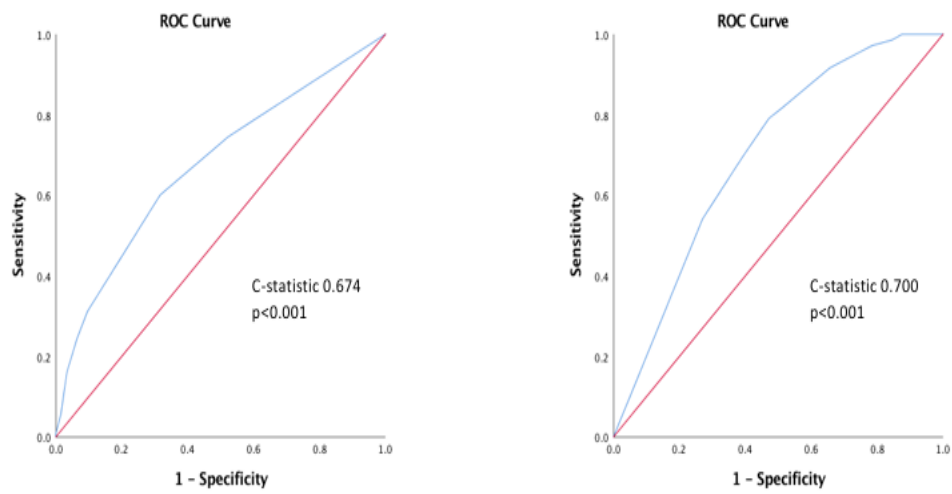 ROC Curve
1.0
0.8
0.6
0.4
0.2
0.0
Sensitivity
C-statistic 0.674
p<0.001
0.0 0.2 0.4 0.6 0.8 1.0
1 – Specificity
ROC Curve
1.0
0.8
0.6
0.4
0.2
0.0
Sensitivity
C-statistic 0.700
p<0.001
0.0 0.2 0.4 0.6 0.8 1.0
1 – Specificity